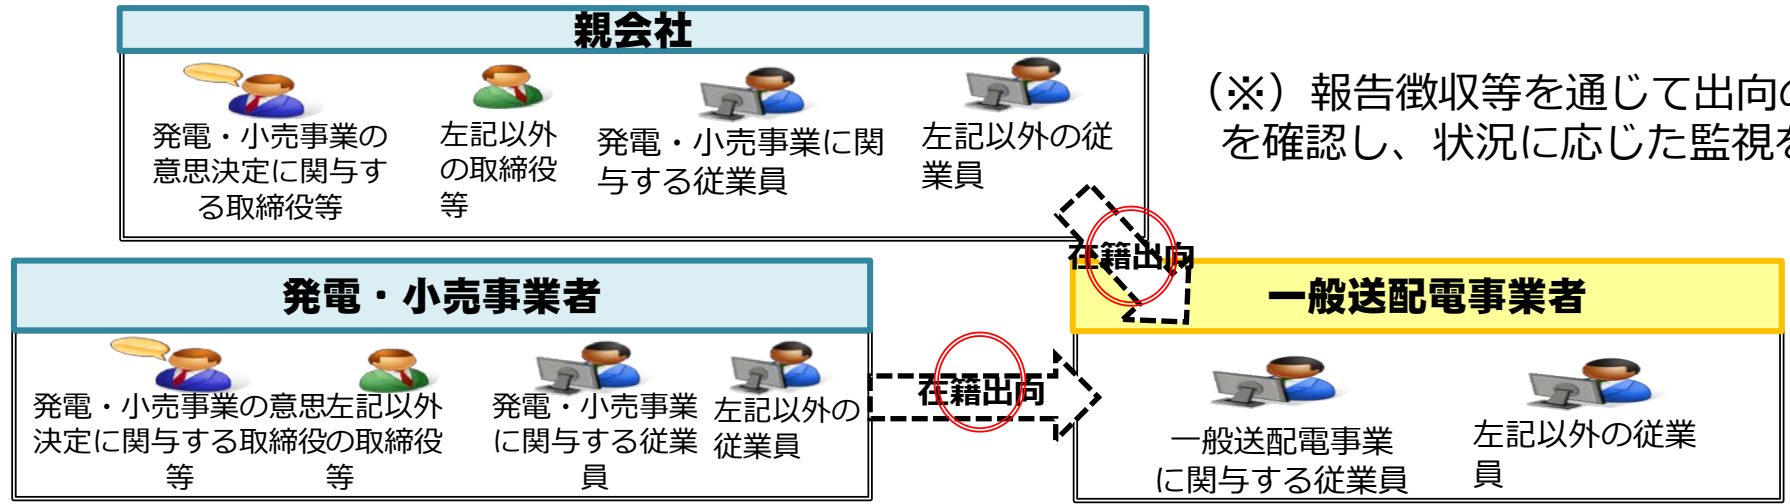 親会社
発電・小売事業の
意思決定に関与す
る取締役等
左記以外
の取締役
等
発電・小売事業に関
与する従業員
左記以外の従
業員
(※)報告徴収等を通じて出向の
を確認し、状況に応じた監視を
在籍出向
発電・小売事業者
発電・小売事業の意思
決定に関与する取締役
等
左記以外
の取締役
等
発電・小売事業
に関与する従業
員
左記以外の
従業員
在籍出向
一般送配電事業者
一般送配電事業
に関与する従業員
左記以外の従業
員